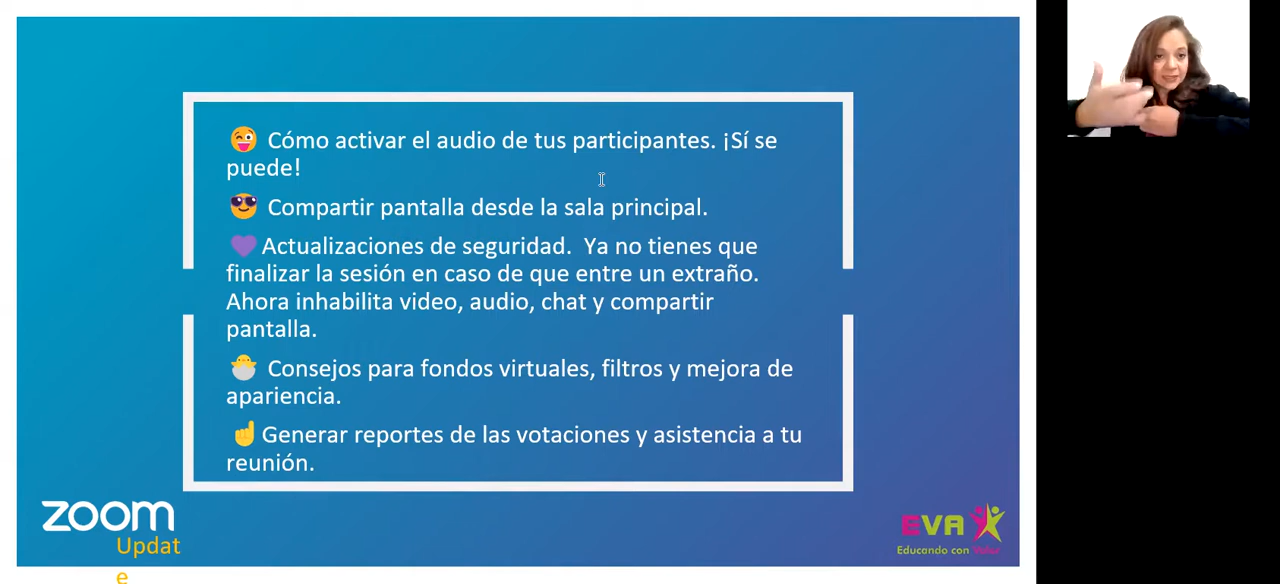 Cómo activar el audio de tus participantes. ¡Sí se
puede!
Compartir pantalla desde la sala principal.
Actualizaciones de seguridad.  Ya no tienes que
finalizar la sesión en caso de que entre un extraño.
Ahora inhabilita video, audio, chat y compartir
pantalla.
Consejos para fondos virtuales, filtros y mejora de
apariencia.
Generar reportes de las votaciones y asistencia a tu
reunión.
zoom
Updat
e
EVA
Educando con Valor